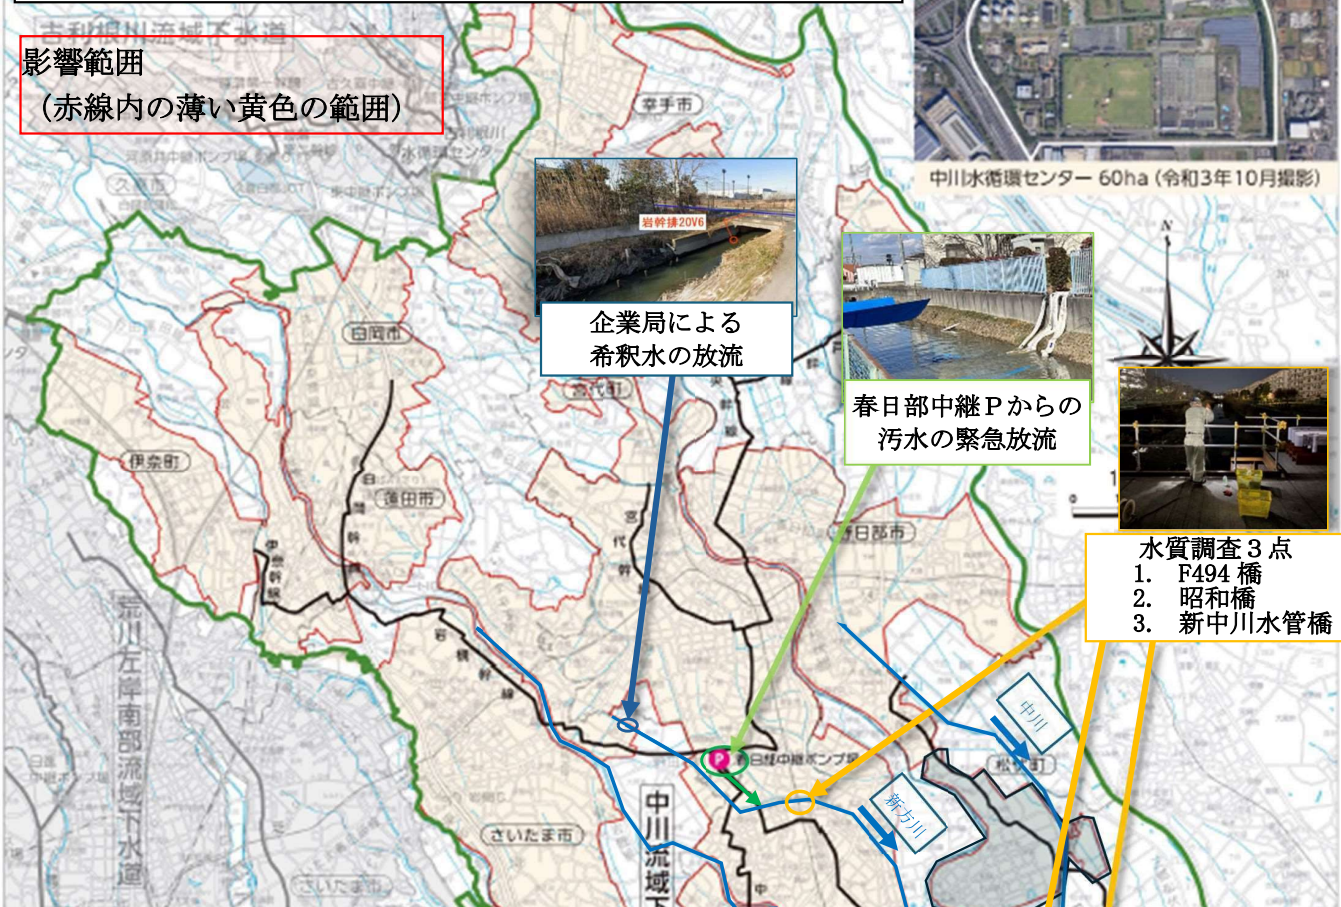 古利根川流域下水道
影響範囲
（赤線内の薄い黄色の範囲）
幸手市
中川水循環センター 60ha（令和3年10月撮影）
久喜市
N
岩幹排20V6
企業局による
希釈水の放流
白岡市
宮代町
春日部中継Ｐからの
汚水の緊急放流
伊奈町
白岡幹線
蓮田市
宮代幹線
春日部市
水質調査３点
1. F494 橋
2. 昭和橋
3. 新中川水管橋
伊奈幹線
岩槻幹線
荒川左岸南部流域下水道
中川
P
春日部中継ポンプ場
松伏町
新方川
さいたま市
中川流域下
さいたま市
中